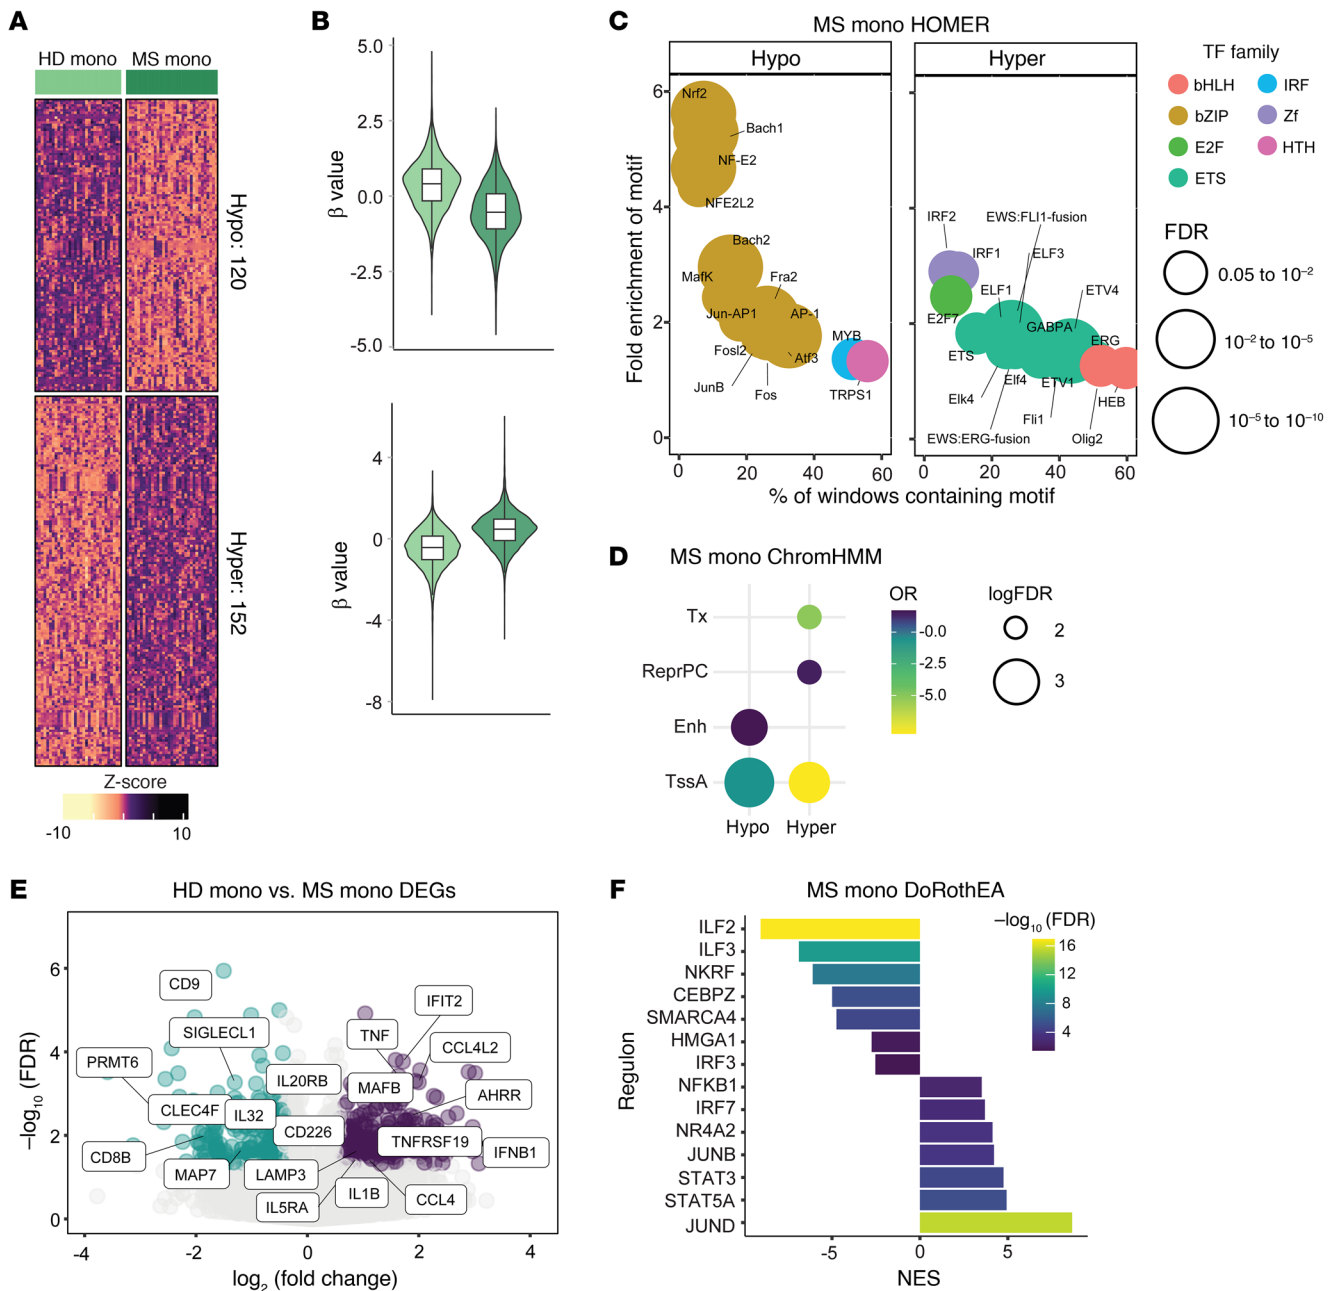 A
HD mono
MS mono
Hypo: 120
Hyper: 152
Z-score
-10
10
B
5.0
2.5
0.0
-2.5
-5.0
β value
4
0
-4
-8
β value
C
MS mono HOMER
Hypo
Hyper
Fold enrichment of motif
6
4
2
0
Nrf2
Bach1
NF-E2
NFE2L2
Bach2
MafK
Fra2
Jun-AP1
AP-1
MYB
Fosl2
Atf3
JunB
Fos
TRPS1
IRF2
EWS:FLI1-fusion
IRF1
ELF3
ELF1
ETV4
E2F7
GABPA
ERG
ETS
Elf4
ETV1
Elk4
HEB
Fli1
EWS:ERG-fusion
Olig2
0
20
40
60
0
20
40
60
% of windows containing motif
TF family
bHLH
IRF
bZIP
Zf
E2F
HTH
ETS
FDR
0.05 to 10⁻²
10⁻² to 10⁻⁵
10⁻⁵ to 10⁻¹⁰
D
MS mono ChromHMM
Tx
ReprPC
Enh
TssA
Hypo
Hyper
OR
-0.0
-2.5
-5.0
logFDR
2
3
E
HD mono vs. MS mono DEGs
–log₁₀ (FDR)
6
4
2
0
CD9
IFIT2
SIGLECL1
TNF
CCL4L2
PRMT6
IL20RB
MAFB
AHRR
CLEC4F
IL32
CD226
TNFRSF19
IFNB1
CD8B
MAP7
LAMP3
IL1B
CCL4
IL5RA
-4
-2
0
2
4
log₂ (fold change)
F
MS mono DoRothEA
Regulon
ILF2
ILF3
NKRF
CEBPZ
SMARCA4
HMGA1
IRF3
NFKB1
IRF7
NR4A2
JUNB
STAT3
STAT5A
JUND
-5
0
5
NES
–log₁₀ (FDR)
16
12
8
4